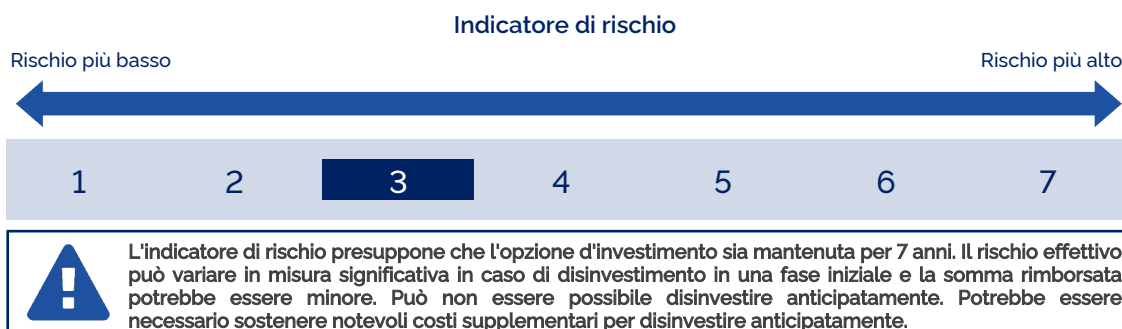 Indicatore di rischio
Rischio più basso
Rischio più alto
1 2 3 4 5 6 7
L'indicatore di rischio presuppone che l'opzione d'investimento sia mantenuta per 7 anni. Il rischio effettivo
può variare in misura significativa in caso di disinvestimento in una fase iniziale e la somma rimborsata
potrebbe essere minore. Può non essere possibile disinvestire anticipatamente. Potrebbe essere
necessario sostenere notevoli costi supplementari per disinvestire anticipatamente.